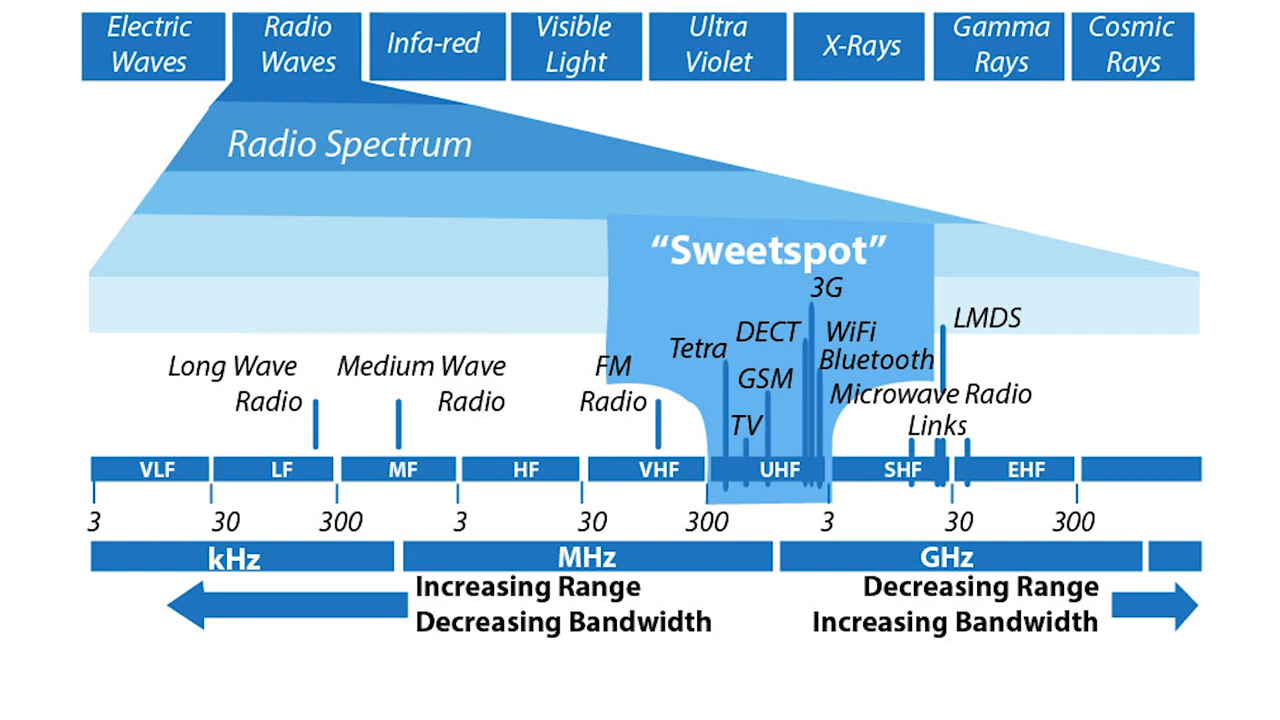 Electric Waves
Radio Waves
Infa-red
Visible Light
Ultra Violet
X-Rays
Gamma Rays
Cosmic Rays
Radio Spectrum
“Sweetspot”
3G
LMDS
DECT
WiFi
Tetra
Bluetooth
Long Wave Radio
Medium Wave Radio
FM Radio
GSM
Microwave Radio
Links
TV
VLF LF MF HF VHF UHF SHF EHF
3 30 300 3 30 300 3 30 300
kHz MHz GHz
Increasing Range
Decreasing Bandwidth
Decreasing Range
Increasing Bandwidth